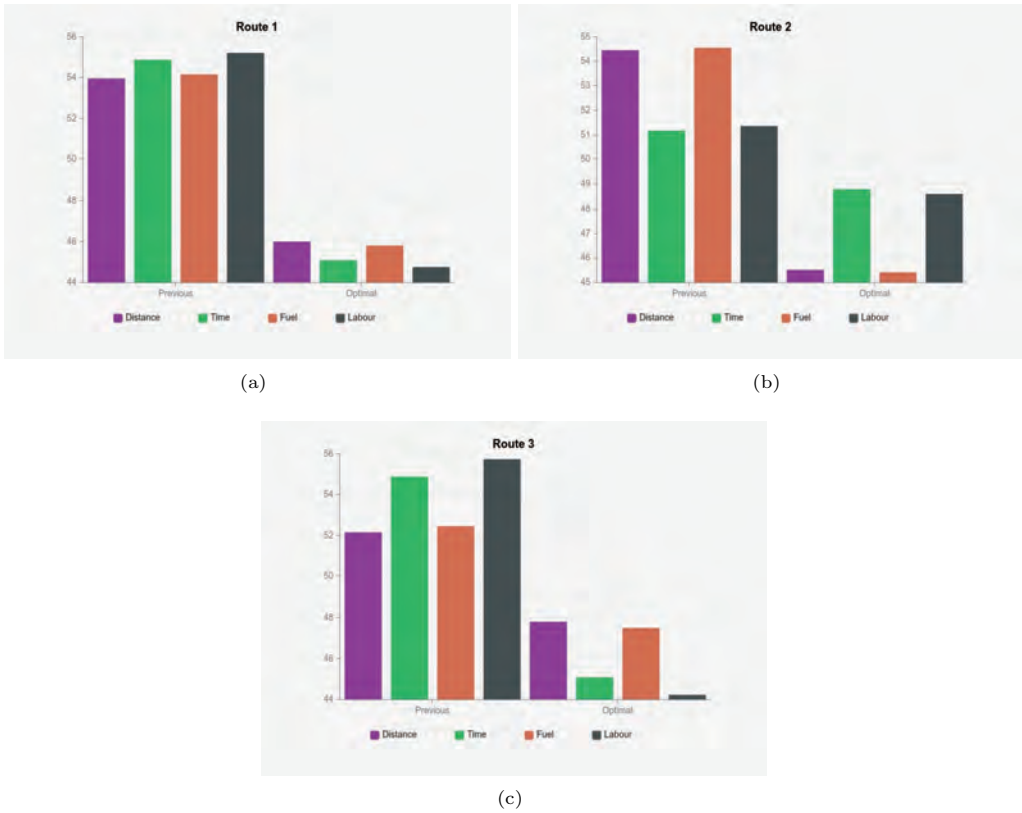 Route 1
56
54
52
50
48
46
44
Previous Optimal
Distance Time Fuel Labour
(a)
Route 2
55
54
53
52
51
50
49
48
47
46
45
Previous Optimal
Distance Time Fuel Labour
(b)
Route 3
56
54
52
50
48
46
44
Previous Optimal
Distance Time Fuel Labour
(c)